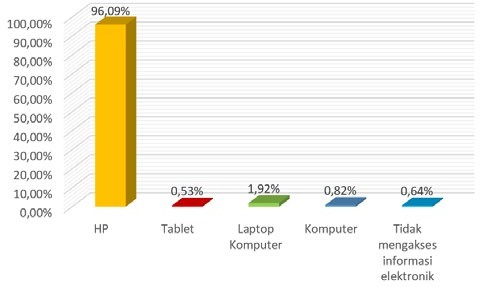 96,09%
100,00%
90,00%
80,00%
70,00%
60,00%
50,00%
40,00%
30,00%
20,00%
10,00%
0,00%
0,53%
1,92%
0,82%
0,64%
HP
Tablet
Laptop
Komputer
Komputer
Tidak
mengakses
informasi
elektronik